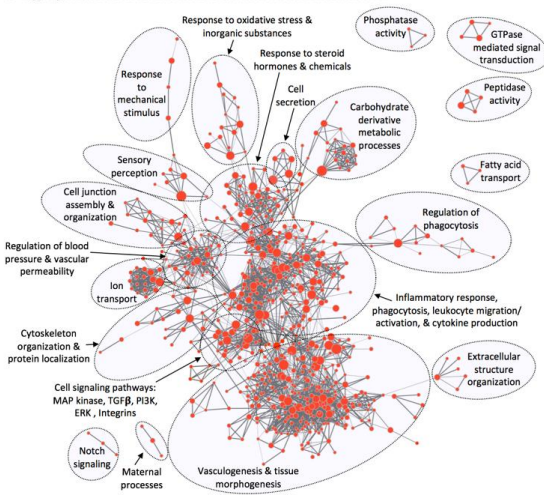 Response to oxidative stress &
inorganic substances
Phosphatase
activity
GTPase
mediated signal
transduction
Response to steroid
hormones & chemicals
Response
to
mechanical
stimulus
Cell
secretion
Peptidase
activity
Carbohydrate
derivative
metabolic
processes
Sensory
perception
Fatty acid
transport
Cell junction
assembly &
organization
Regulation of
phagocytosis
Regulation of blood
pressure & vascular
permeability
Ion
transport
Inflammatory response,
phagocytosis, leukocyte migration/
activation, & cytokine production
Cytoskeleton
organization &
protein localization
Extracellular
structure
organization
Cell signaling pathways:
MAP kinase, TGFβ, PI3K,
ERK , Integrins
Notch
signaling
Maternal
processes
Vasculogenesis & tissue
morphogenesis